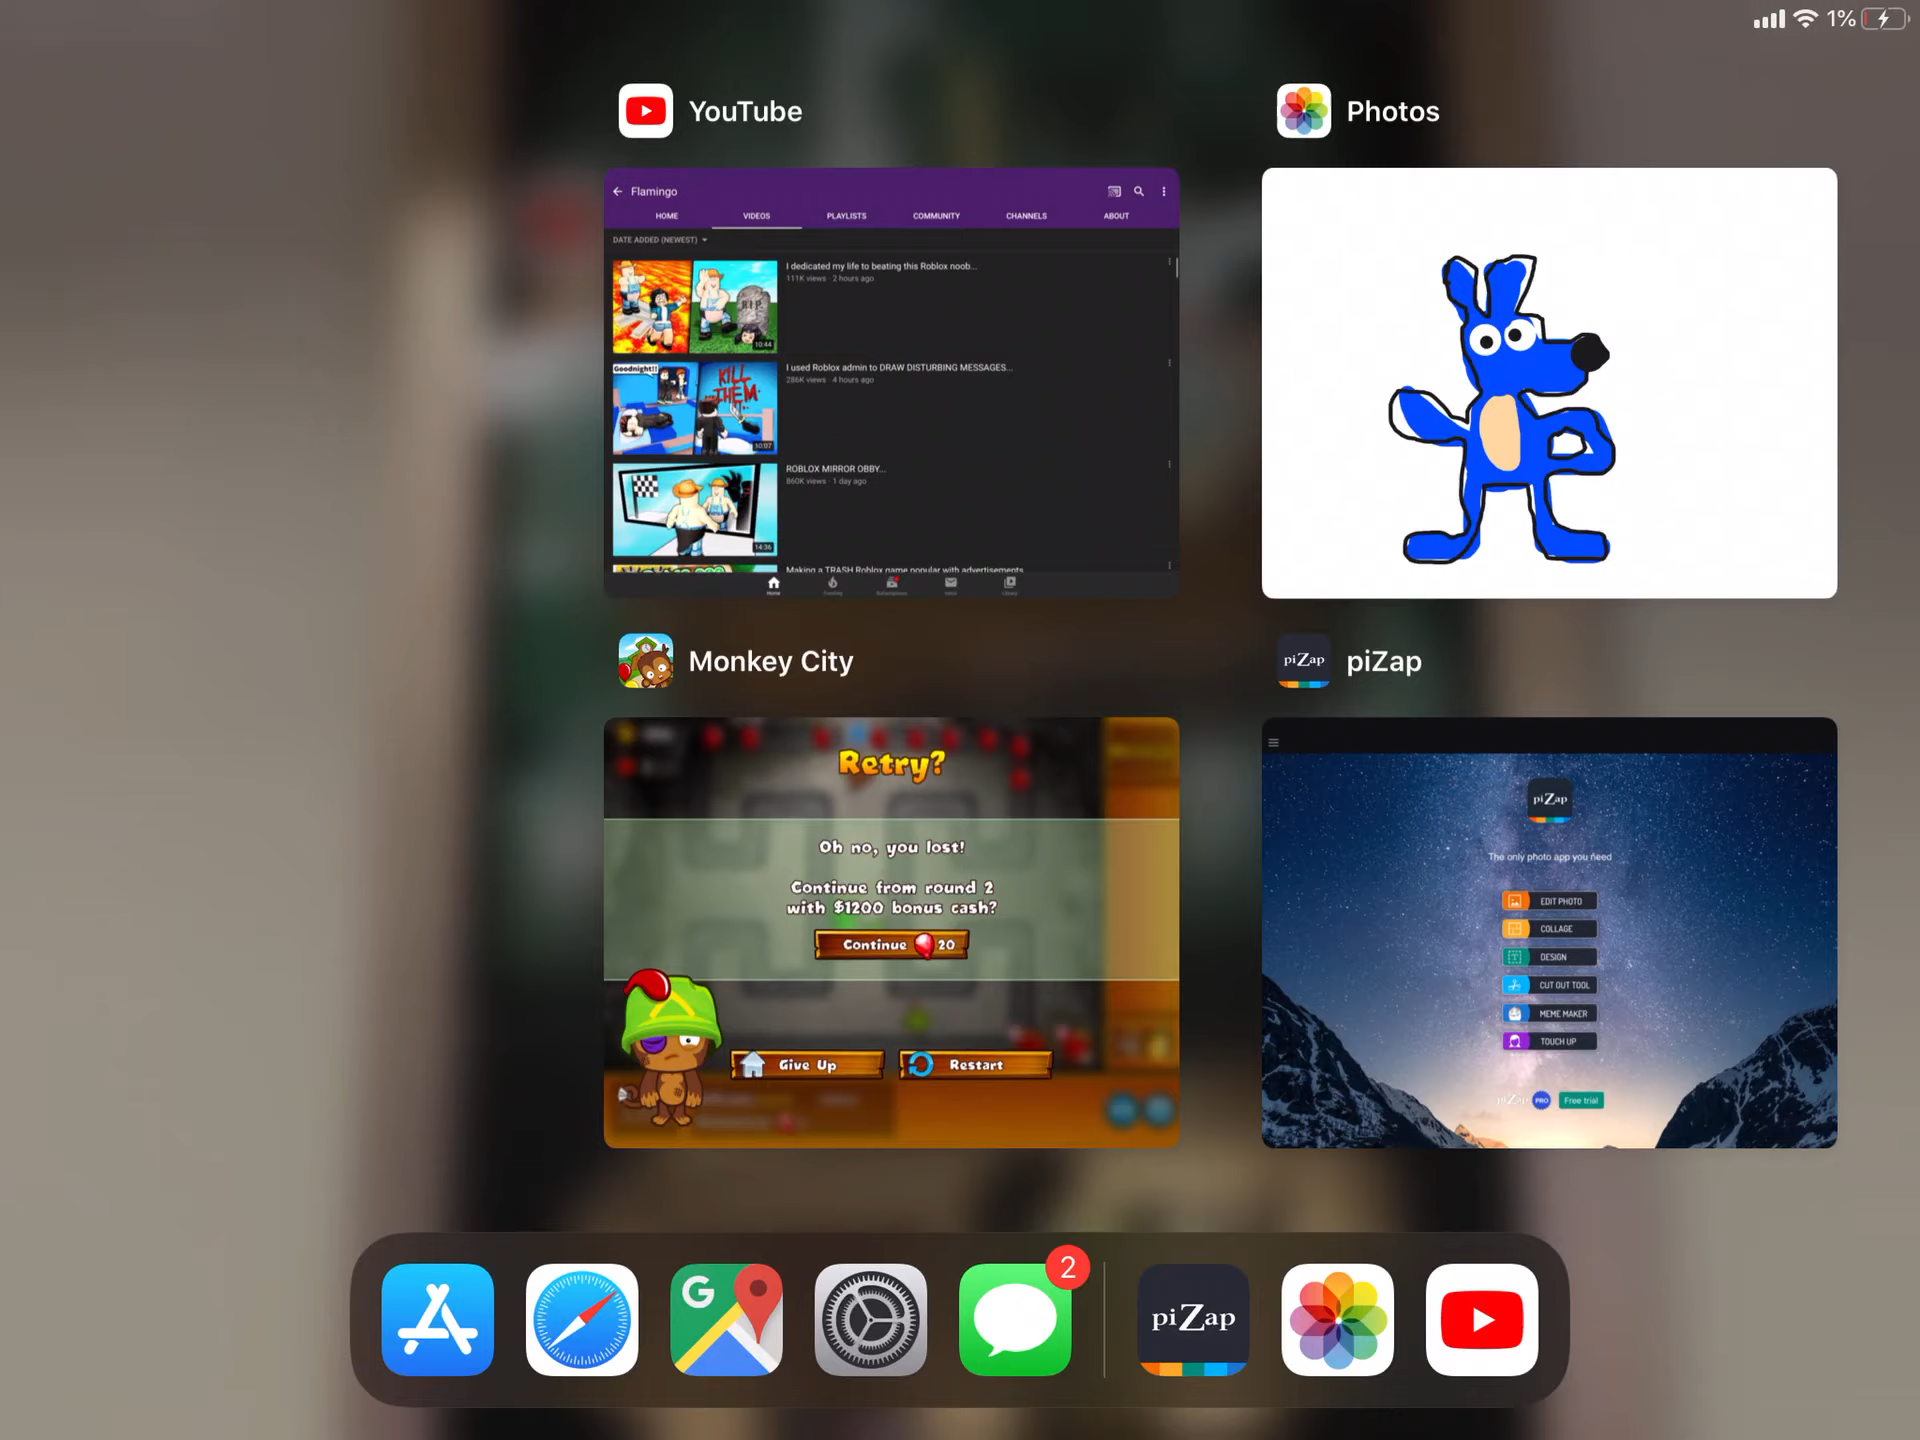 1%
YouTube
Photos
Flamingo
HOME VIDEOS PLAYLISTS COMMUNITY CHANNELS ABOUT
DATE ADDED (NEWEST)
I dedicated my life to beating this Roblox noob...
111K views · 2 hours ago
R.I.P.
10:44
I used Roblox admin to DRAW DISTURBING MESSAGES...
286K views · 4 hours ago
Goodnight!!
KILL
THEM
10:07
ROBLOX MIRROR OBBY...
860K views · 1 day ago
14:36
Making a TRASH Roblox game popular with advertisements
Home
Monkey City
piZap
piZap
Retry?
Oh no, you lost!
Continue from round 2
with $1200 bonus cash?
Continue 20
Give Up
Restart
piZap
The only photo app you need
EDIT PHOTO
COLLAGE
DESIGN
CUT OUT TOOL
MEME MAKER
TOUCH UP
piZap PRO Free trial
G
2
piZap